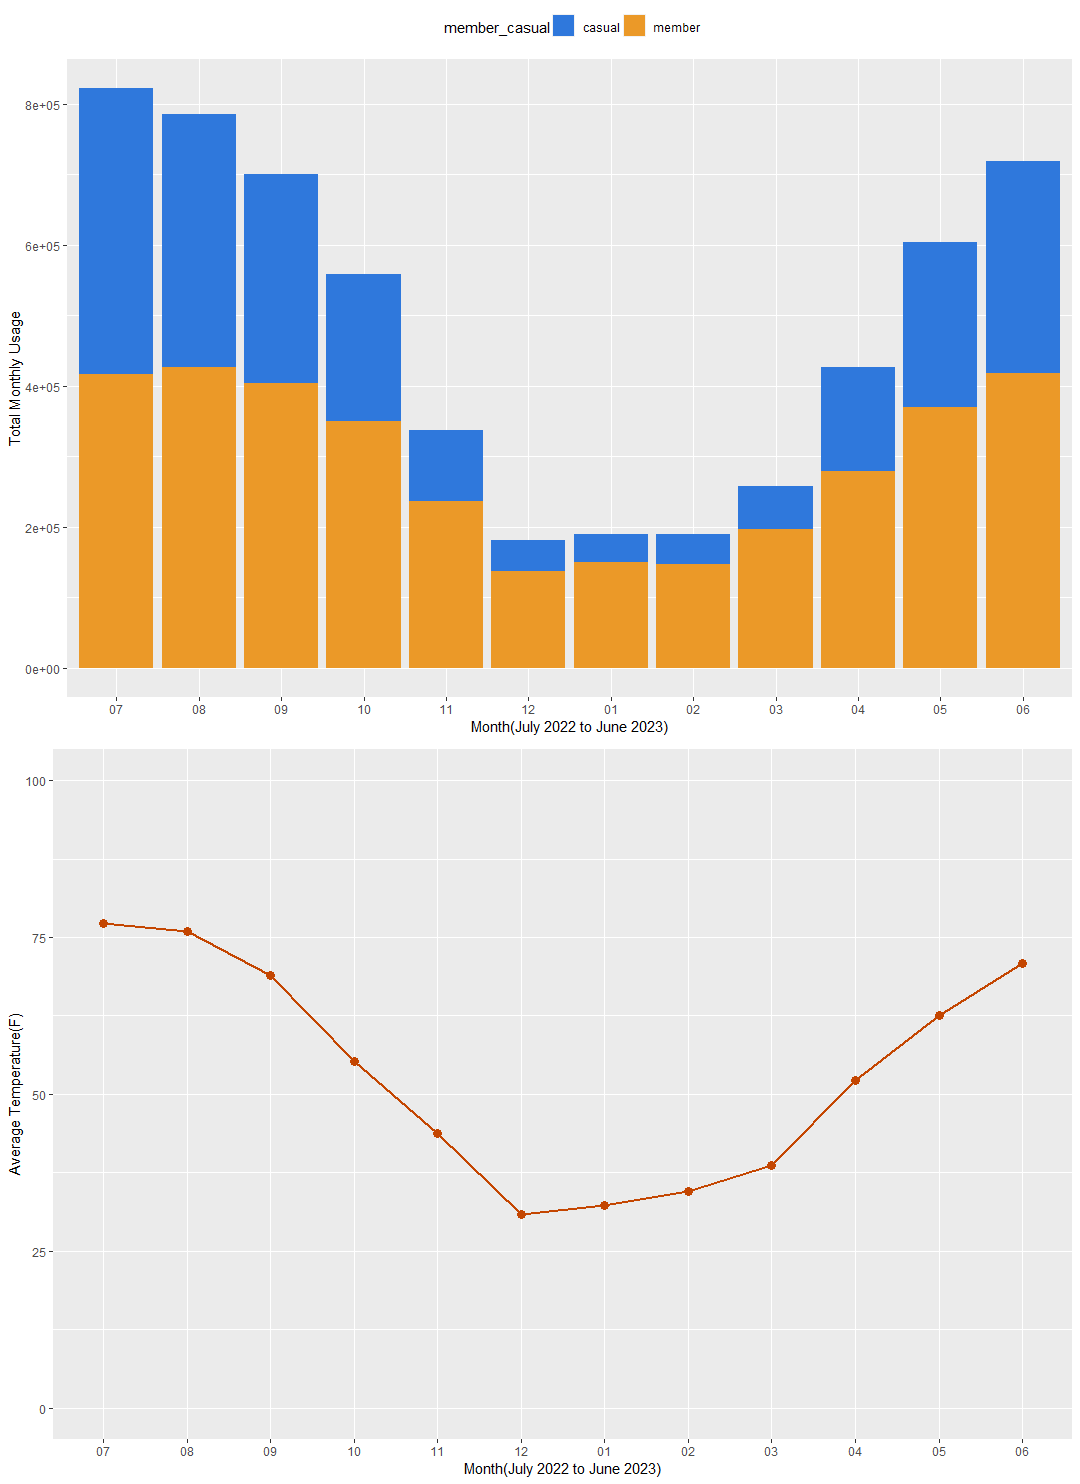 member_casual casual member
8e+05
6e+05
4e+05
2e+05
0e+00
Total Monthly Usage
07 08 09 10 11 12 01 02 03 04 05 06
Month(July 2022 to June 2023)
100
75
50
25
0
Average Temperature(F)
07 08 09 10 11 12 01 02 03 04 05 06
Month(July 2022 to June 2023)